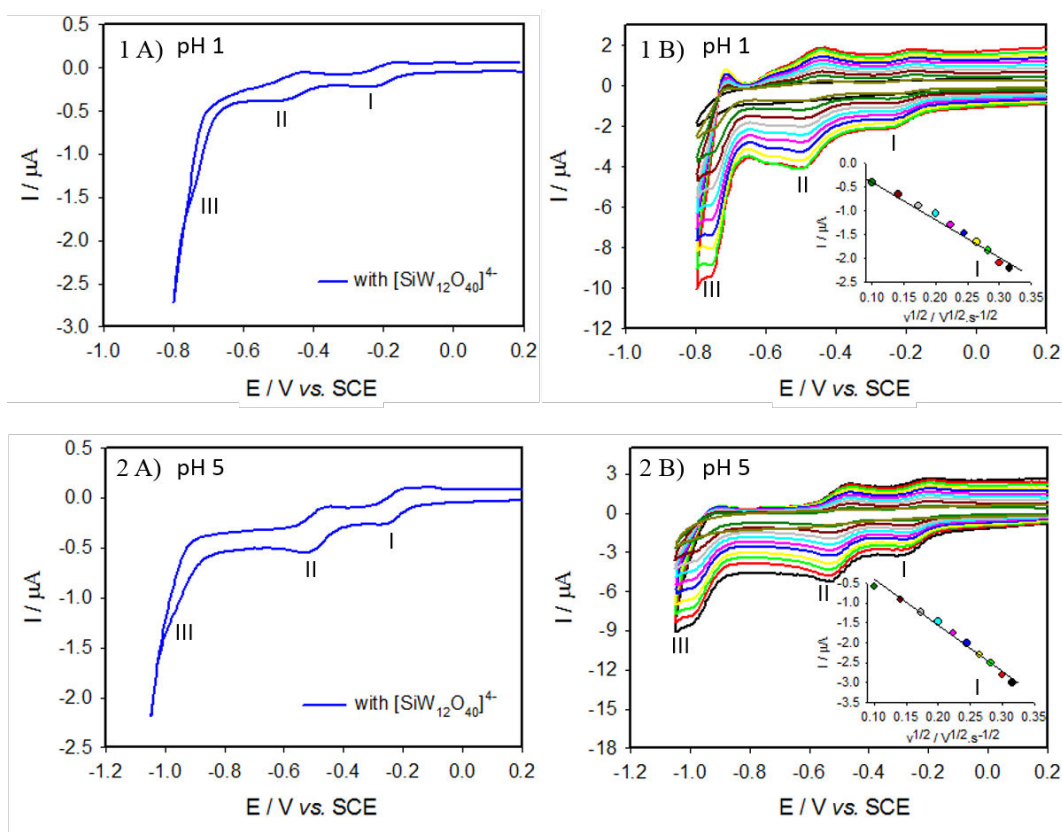 1 A) pH 1
0.5
0.0
-0.5
-1.0
-1.5
-2.0
-2.5
-3.0
I / µA
I
II
III
with [SiW12O40]4-
-1.0 -0.8 -0.6 -0.4 -0.2 0.0 0.2
E / V vs. SCE
1 B) pH 1
2
0
-2
-4
-6
-8
-10
-12
I / µA
I
II
III
0.0
-0.5
-1.0
-1.5
-2.0
-2.5
I / µA
I
0.10 0.15 0.20 0.25 0.30 0.35
v1/2 / V1/2.s-1/2
-1.0 -0.8 -0.6 -0.4 -0.2 0.0 0.2
E / V vs. SCE
2 A) pH 5
0.5
0.0
-0.5
-1.0
-1.5
-2.0
-2.5
I / µA
I
II
III
with [SiW12O40]4-
-1.2 -1.0 -0.8 -0.6 -0.4 -0.2 0.0 0.2
E / V vs. SCE
2 B) pH 5
3
0
-3
-6
-9
-12
-15
-18
I / µA
I
II
III
-0.5
-1.0
-1.5
-2.0
-2.5
-3.0
-3.5
I / µA
I
0.10 0.15 0.20 0.25 0.30 0.35
v1/2 / V1/2.s-1/2
-1.2 -1.0 -0.8 -0.6 -0.4 -0.2 0.0 0.2
E / V vs. SCE